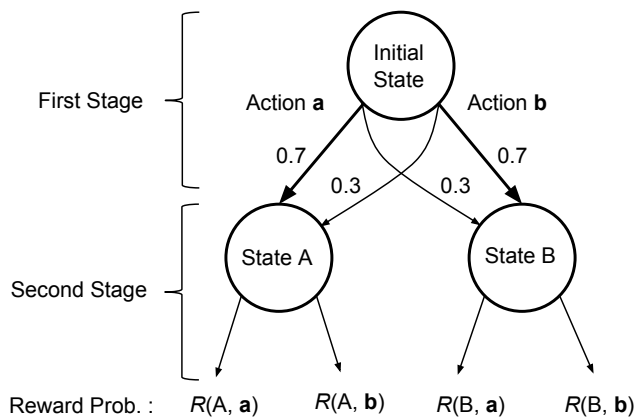 Initial
State
First Stage
Action a
Action b
0.7
0.7
0.3
0.3
State A
State B
Second Stage
Reward Prob. : R(A, a) R(A, b) R(B, a) R(B, b)